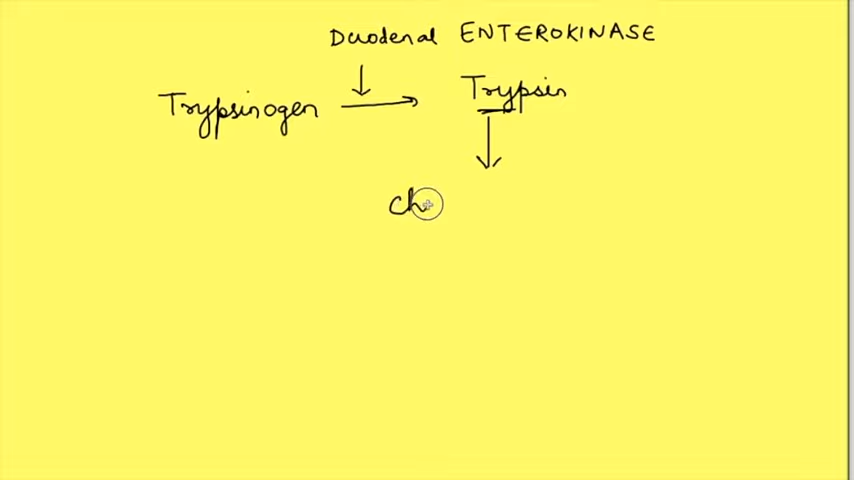 Duodenal ENTEROKINASE
Trypsinogen → Trypsin
Ch